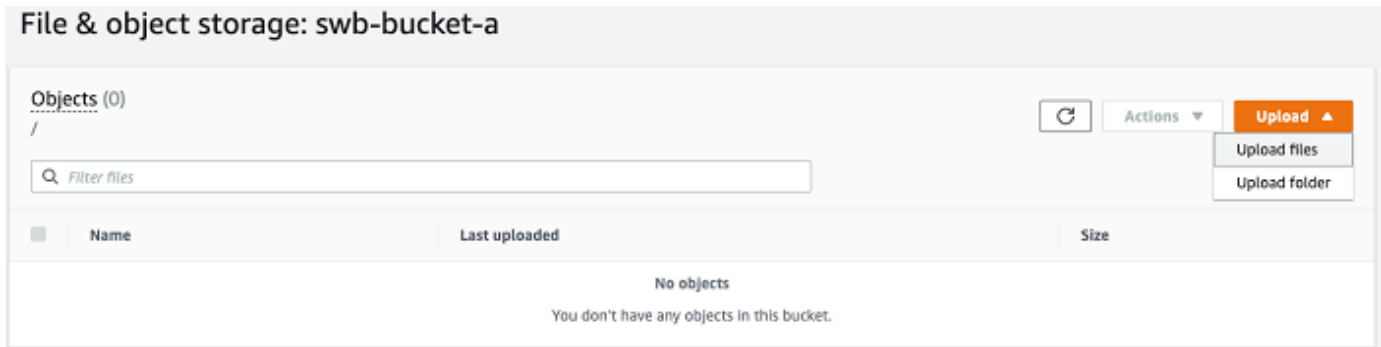 File & object storage: swb-bucket-a
Objects (0)
/
Actions
Upload
Upload files
Upload folder
Filter files
Name Last uploaded Size
No objects
You don't have any objects in this bucket.